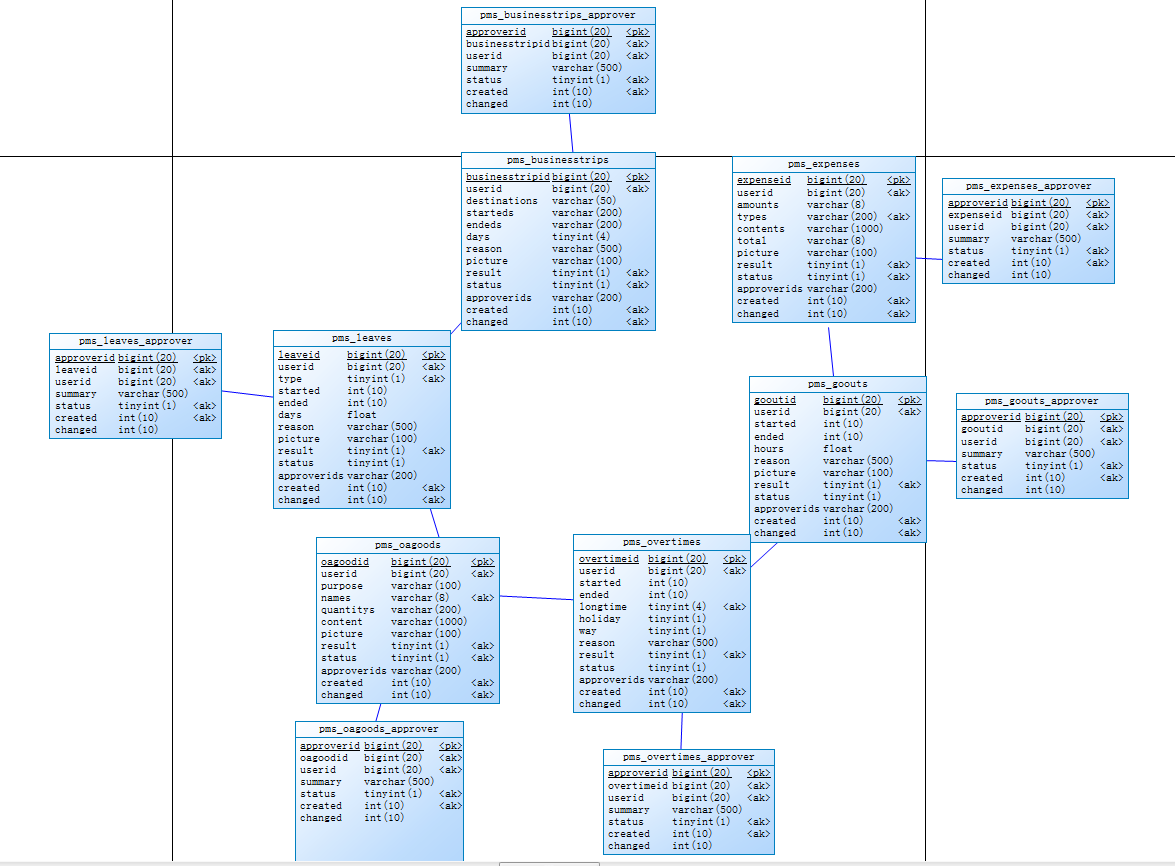 pms_businesstrips_approver
approverid bigint(20) <pk>
businesstripid bigint(20) <ak>
userid bigint(20) <ak>
summary varchar(500)
status tinyint(1) <ak>
created int(10) <ak>
changed int(10)
pms_businesstrips
businesstripid bigint(20) <pk>
userid bigint(20) <ak>
destinations varchar(50)
starteds varchar(200)
endeds varchar(200)
days tinyint(4)
reason varchar(500)
picture varchar(100)
result tinyint(1) <ak>
status tinyint(1) <ak>
approverids varchar(200)
created int(10) <ak>
changed int(10) <ak>
pms_expenses
expenseid bigint(20) <pk>
userid bigint(20) <ak>
amounts varchar(8)
types varchar(200) <ak>
contents varchar(1000)
total varchar(8)
picture varchar(100)
result tinyint(1) <ak>
status tinyint(1) <ak>
approverids varchar(200)
created int(10) <ak>
changed int(10) <ak>
pms_expenses_approver
approverid bigint(20) <pk>
expenseid bigint(20) <ak>
userid bigint(20) <ak>
summary varchar(500)
status tinyint(1) <ak>
created int(10) <ak>
changed int(10)
pms_leaves_approver
approverid bigint(20) <pk>
leaveid bigint(20) <ak>
userid bigint(20) <ak>
summary varchar(500)
status tinyint(1) <ak>
created int(10) <ak>
changed int(10)
pms_leaves
leaveid bigint(20) <pk>
userid bigint(20) <ak>
type tinyint(1) <ak>
started int(10)
ended int(10)
days float
reason varchar(500)
picture varchar(100)
result tinyint(1) <ak>
status tinyint(1)
approverids varchar(200)
created int(10) <ak>
changed int(10) <ak>
pms_goouts
gooutid bigint(20) <pk>
userid bigint(20) <ak>
started int(10)
ended int(10)
hours float
reason varchar(500)
picture varchar(100)
result tinyint(1) <ak>
status tinyint(1)
approverids varchar(200)
created int(10) <ak>
changed int(10) <ak>
pms_goouts_approver
approverid bigint(20) <pk>
gooutid bigint(20) <ak>
userid bigint(20) <ak>
summary varchar(500)
status tinyint(1) <ak>
created int(10) <ak>
changed int(10)
pms_oagoods
oagoodid bigint(20) <pk>
userid bigint(20) <ak>
purpose varchar(100)
names varchar(8) <ak>
quantitys varchar(200)
content varchar(1000)
picture varchar(100)
result tinyint(1) <ak>
status tinyint(1) <ak>
approverids varchar(200)
created int(10) <ak>
changed int(10) <ak>
pms_overtimes
overtimeid bigint(20) <pk>
userid bigint(20) <ak>
started int(10)
ended int(10)
longtime tinyint(4) <ak>
holiday tinyint(1)
way tinyint(1)
reason varchar(500)
result tinyint(1) <ak>
status tinyint(1)
approverids varchar(200)
created int(10) <ak>
changed int(10) <ak>
pms_oagoods_approver
approverid bigint(20) <pk>
oagoodid bigint(20) <ak>
userid bigint(20) <ak>
summary varchar(500)
status tinyint(1) <ak>
created int(10) <ak>
changed int(10)
pms_overtimes_approver
approverid bigint(20) <pk>
overtimeid bigint(20) <ak>
userid bigint(20) <ak>
summary varchar(500)
status tinyint(1) <ak>
created int(10) <ak>
changed int(10)